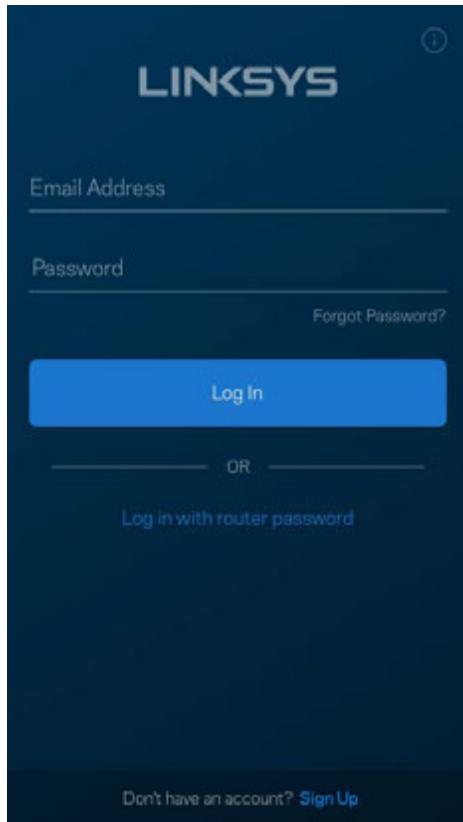 LINKSYS
Email Address
Password
Forgot Password?
Log In
OR
Log in with router password
Don't have an account? Sign Up